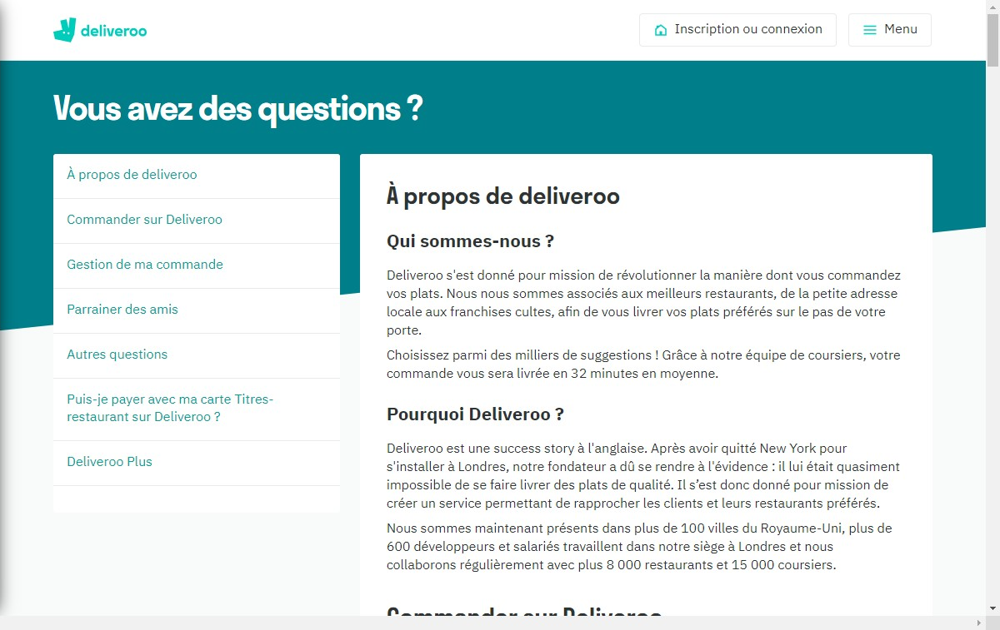 deliveroo
Inscription ou connexion
Menu
Vous avez des questions ?
À propos de deliveroo
Commander sur Deliveroo
Gestion de ma commande
Parrainer des amis
Autres questions
Puis-je payer avec ma carte Titres-
restaurant sur Deliveroo ?
Deliveroo Plus
À propos de deliveroo
Qui sommes-nous ?
Deliveroo s'est donné pour mission de révolutionner la manière dont vous commandez
vos plats. Nous nous sommes associés aux meilleurs restaurants, de la petite adresse
locale aux franchises cultes, afin de vous livrer vos plats préférés sur le pas de votre
porte.
Choisissez parmi des milliers de suggestions ! Grâce à notre équipe de coursiers, votre
commande vous sera livrée en 32 minutes en moyenne.
Pourquoi Deliveroo ?
Deliveroo est une success story à l'anglaise. Après avoir quitté New York pour
s'installer à Londres, notre fondateur a dû se rendre à l'évidence : il lui était quasiment
impossible de se faire livrer des plats de qualité. Il s’est donc donné pour mission de
créer un service permettant de rapprocher les clients et leurs restaurants préférés.
Nous sommes maintenant présents dans plus de 100 villes du Royaume-Uni, plus de
600 développeurs et salariés travaillent dans notre siège à Londres et nous
collaborons régulièrement avec plus 8 000 restaurants et 15 000 coursiers.
Commander sur Deliveroo